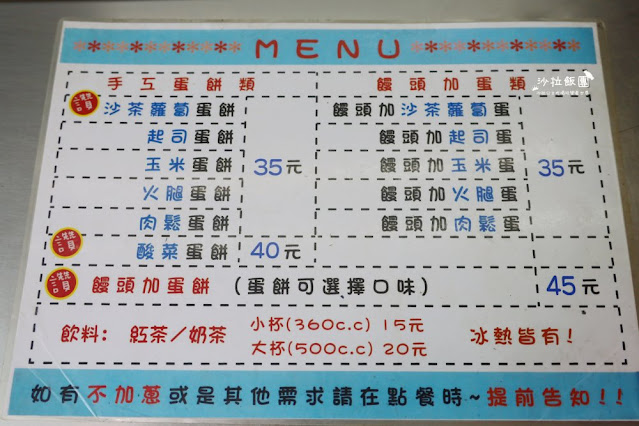 ＊＊＊＊＊＊＊＊＊＊＊ MENU ＊＊＊＊＊＊＊＊＊＊＊
手工蛋餅類
讚 沙茶蘿蔔蛋餅
起司蛋餅
玉米蛋餅
火腿蛋餅
肉鬆蛋餅
35元
讚 酸菜蛋餅 40元
饅頭加蛋類
饅頭加沙茶蘿蔔蛋
饅頭加起司蛋
饅頭加玉米蛋
饅頭加火腿蛋
饅頭加肉鬆蛋
35元
讚 饅頭加蛋餅 (蛋餅可選擇口味) 45元
飲料: 紅茶/奶茶
小杯(360c.c) 15元
大杯(500c.c) 20元
冰熱皆有!
如有不加蔥或是其他需求請在點餐時~提前告知!!
沙拉飯團